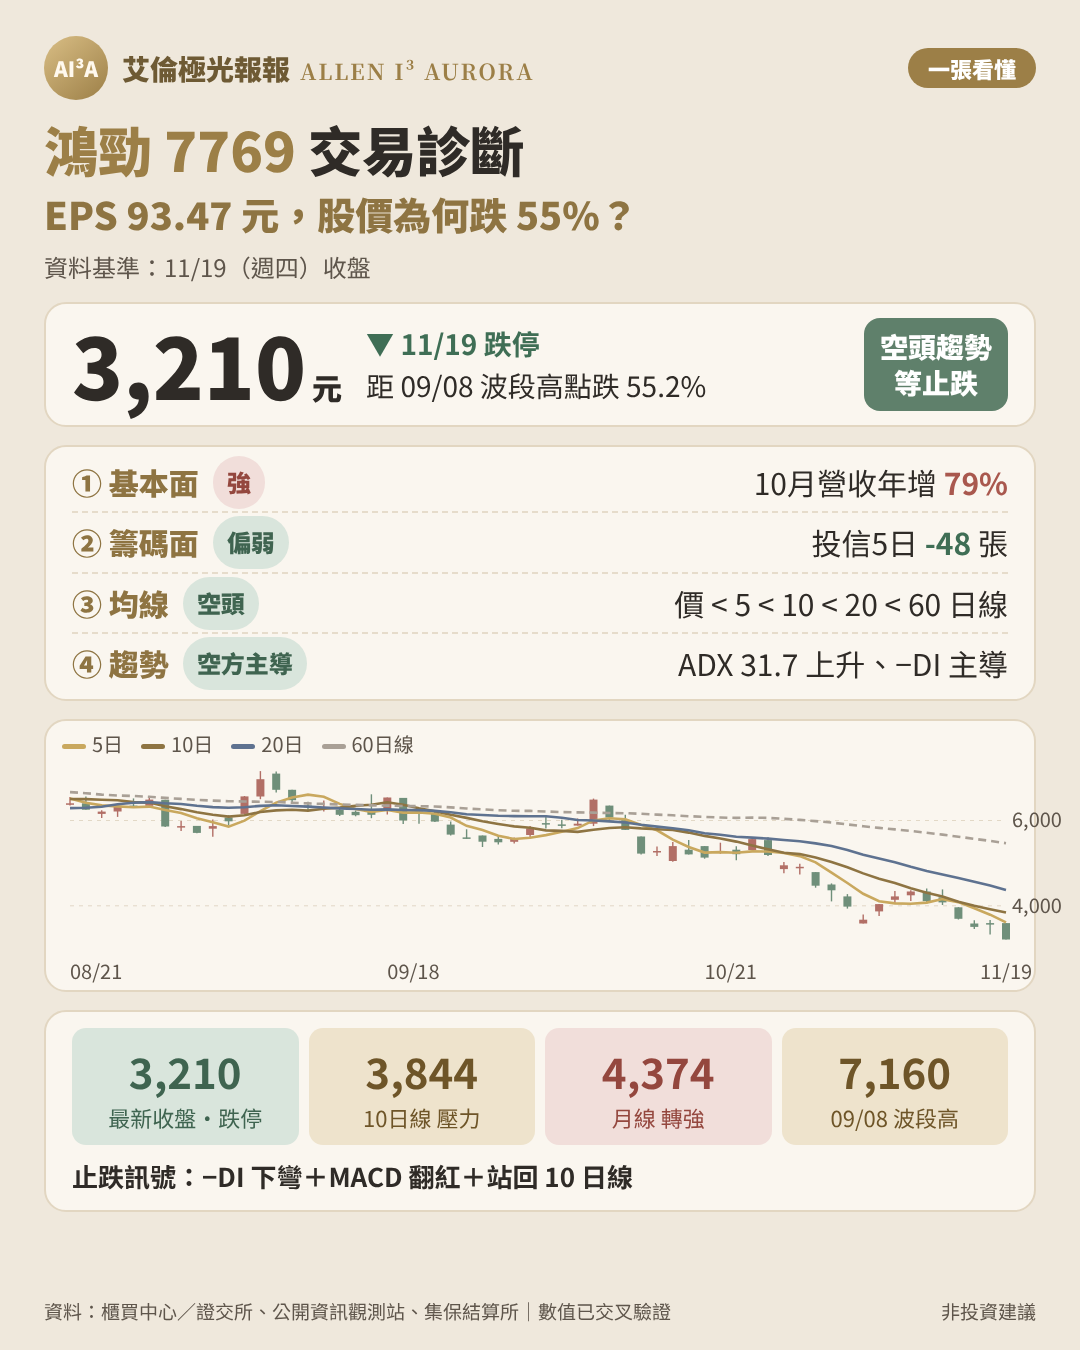 AI³A 艾倫極光報報 ALLEN I³ AURORA
一張看懂
鴻勁 7769 交易診斷
EPS 93.47 元，股價為何跌 55%？
資料基準：11/19（週四）收盤
3,210 元
▼ 11/19 跌停
距 09/08 波段高點跌 55.2%
空頭趨勢
等止跌
① 基本面 強 10月營收年增 79%
② 籌碼面 偏弱 投信5日 -48 張
③ 均線 空頭 價 < 5 < 10 < 20 < 60 日線
④ 趨勢 空方主導 ADX 31.7 上升、−DI 主導
5日 10日 20日 60日線
6,000
4,000
08/21 09/18 10/21 11/19
3,210 3,844 4,374 7,160
最新收盤・跌停 10日線 壓力 月線 轉強 09/08 波段高
止跌訊號：−DI 下彎＋MACD 翻紅＋站回 10 日線
資料：櫃買中心／證交所、公開資訊觀測站、集保結算所｜數值已交叉驗證
非投資建議